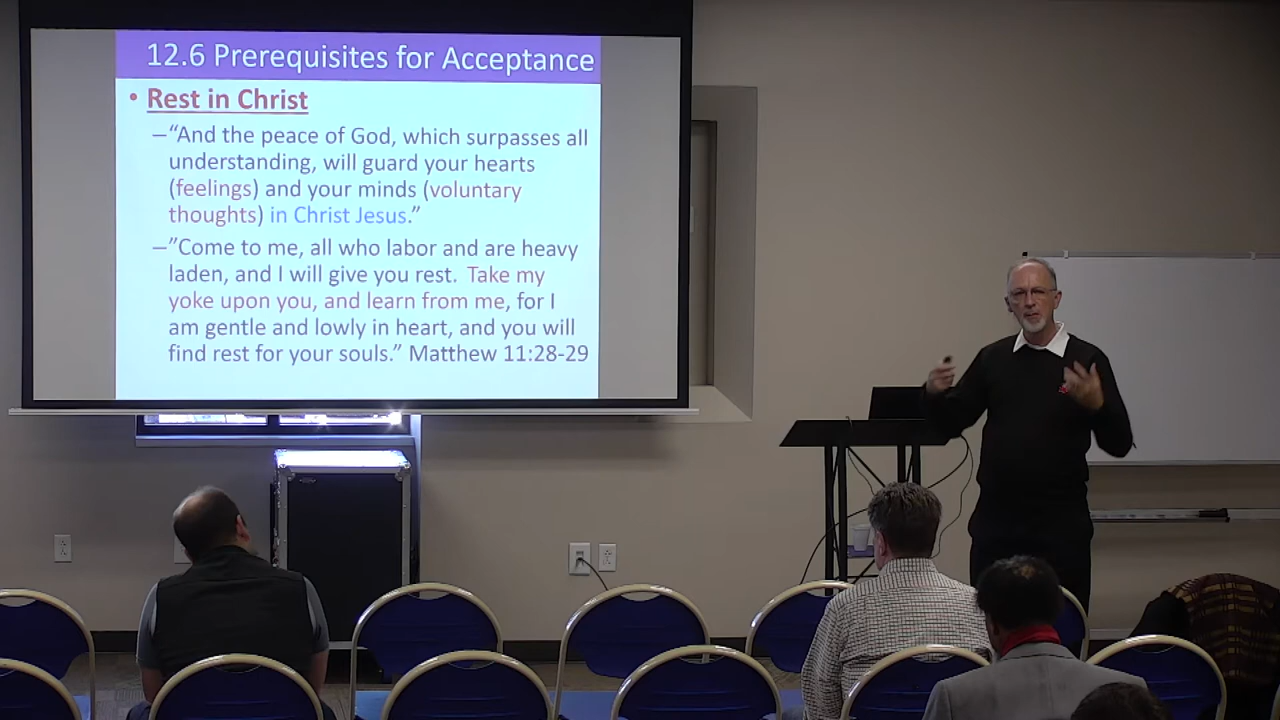 12.6 Prerequisites for Acceptance
• Rest in Christ
–“And the peace of God, which surpasses all
understanding, will guard your hearts
(feelings) and your minds (voluntary
thoughts) in Christ Jesus.”
–”Come to me, all who labor and are heavy
laden, and I will give you rest. Take my
yoke upon you, and learn from me, for I
am gentle and lowly in heart, and you will
find rest for your souls.” Matthew 11:28-29